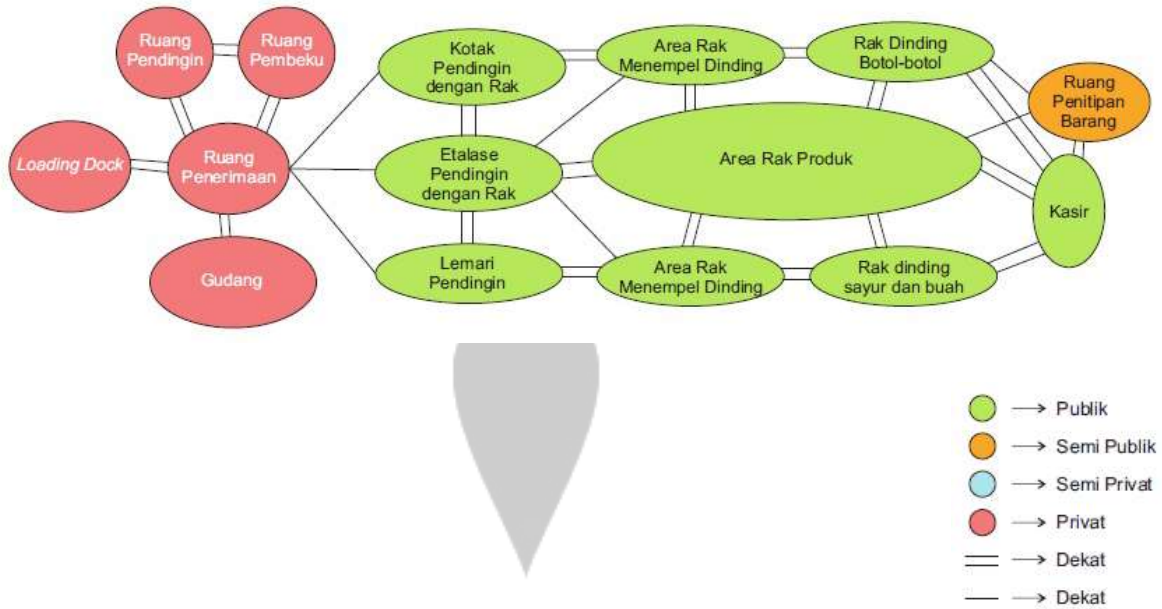 Ruang
Pendingin
Ruang
Pembeku
Loading Dock
Ruang
Penerimaan
Gudang
Kotak
Pendingin
dengan Rak
Etalase
Pendingin
dengan Rak
Lemari
Pendingin
Area Rak
Menempel Dinding
Area Rak Produk
Area Rak
Menempel Dinding
Rak Dinding
Botol-botol
Rak dinding
sayur dan buah
Ruang
Penitipan
Barang
Kasir
Publik
Semi Publik
Semi Privat
Privat
Dekat
Dekat